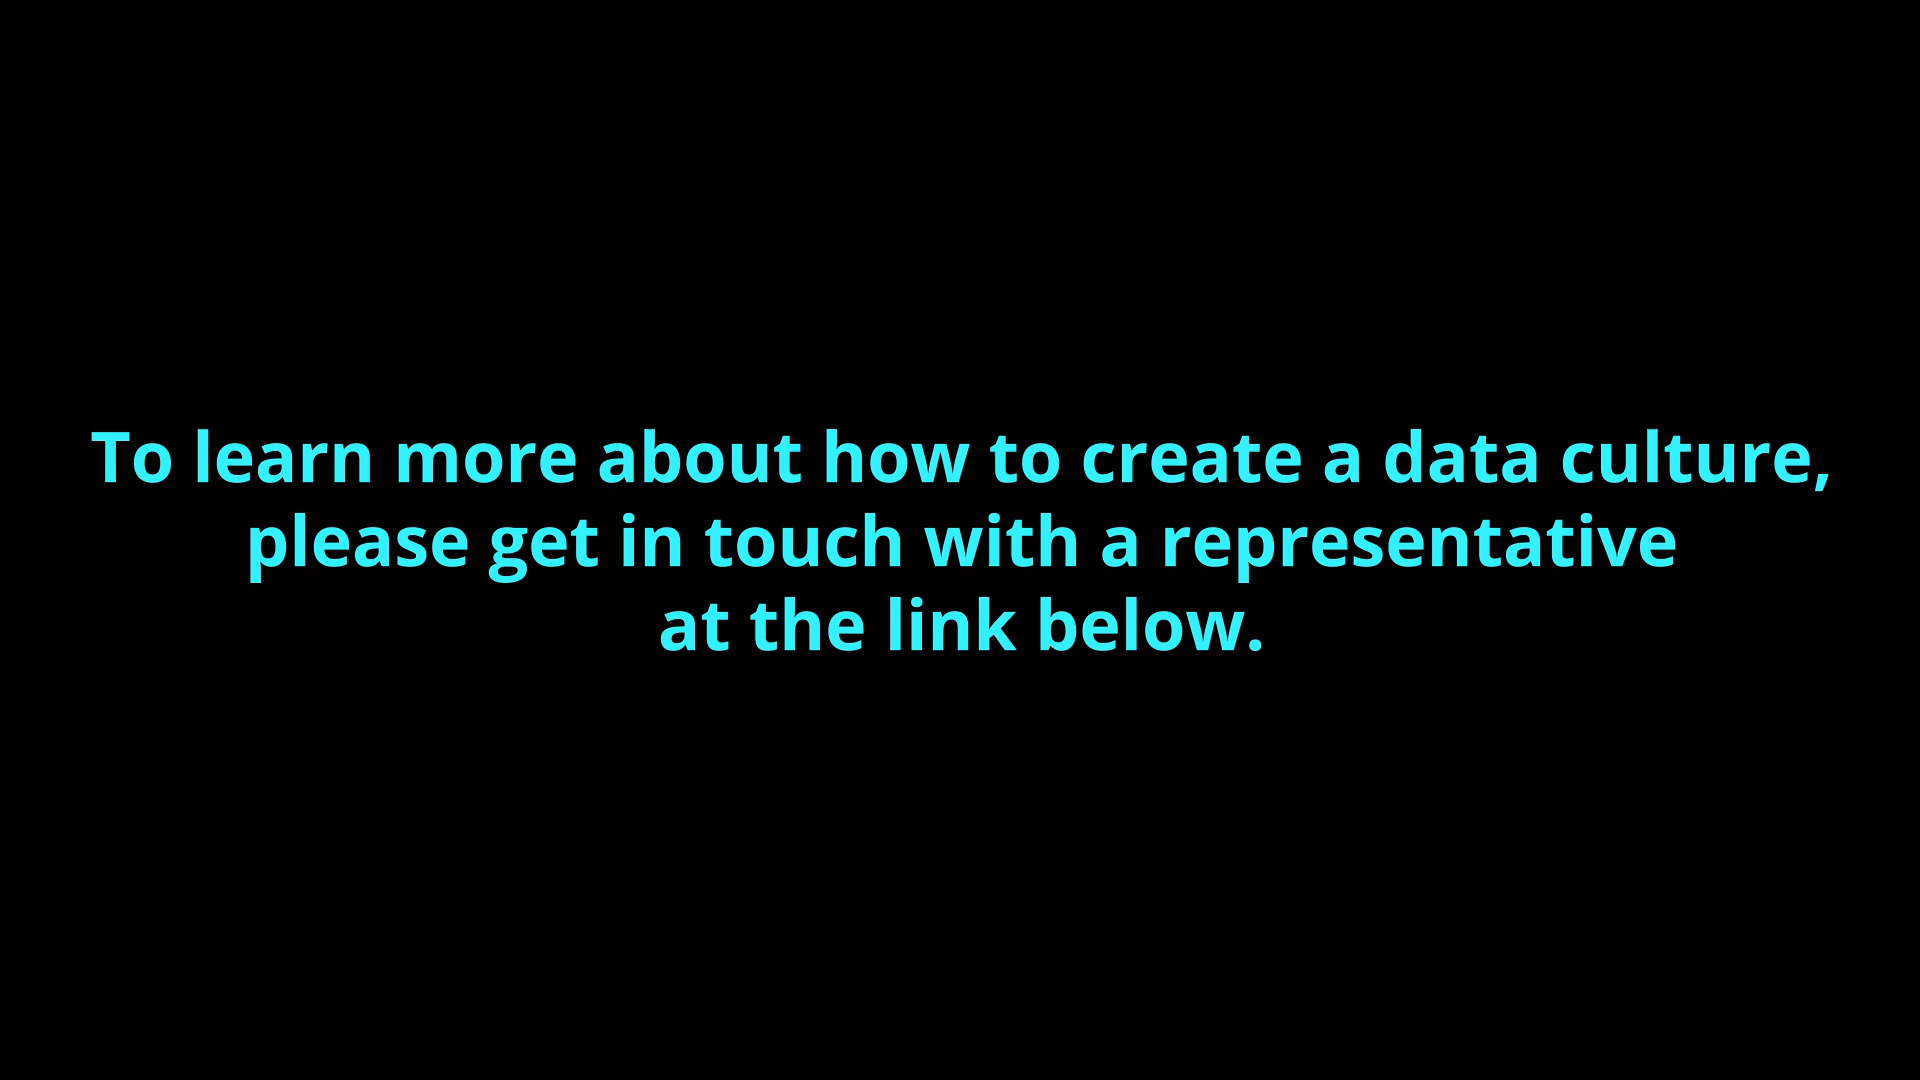 To learn more about how to create a data culture,
please get in touch with a representative
at the link below.